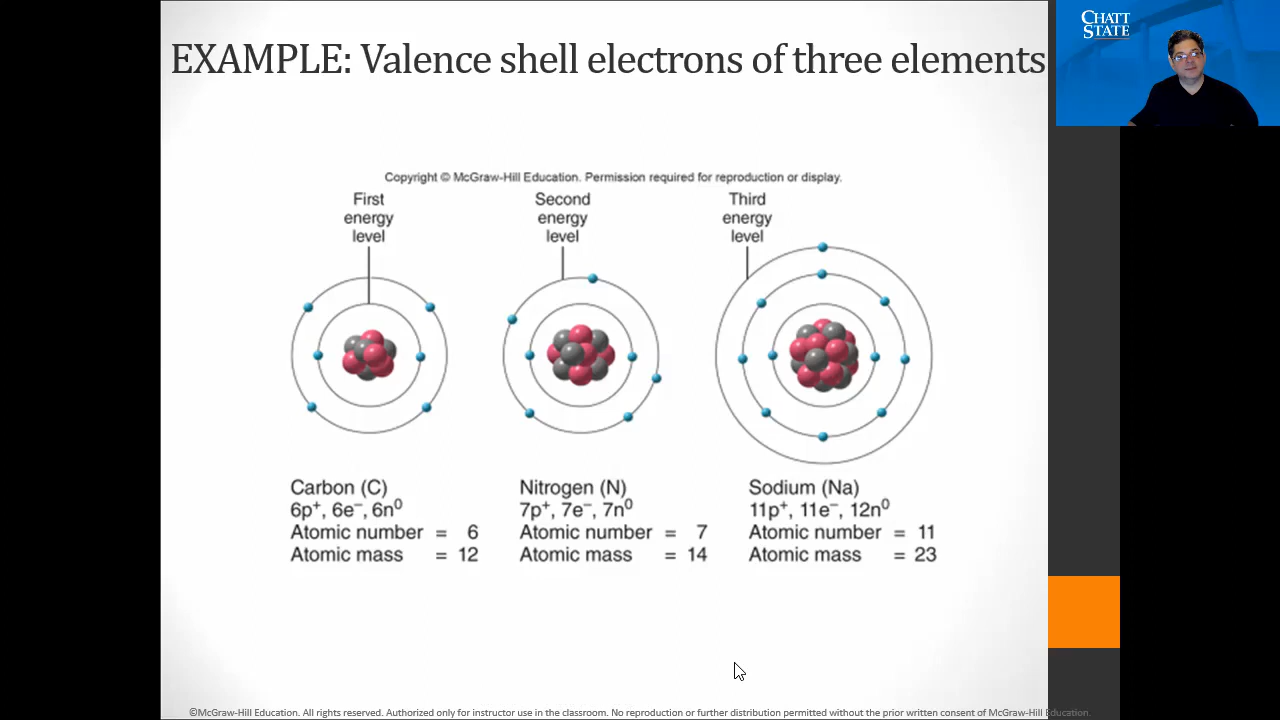 EXAMPLE: Valence shell electrons of three elements
CHATT
STATE
Copyright © McGraw-Hill Education. Permission required for reproduction or display.
First
energy
level
Second
energy
level
Third
energy
level
Carbon (C)
6p⁺, 6e⁻, 6n⁰
Atomic number = 6
Atomic mass = 12
Nitrogen (N)
7p⁺, 7e⁻, 7n⁰
Atomic number = 7
Atomic mass = 14
Sodium (Na)
11p⁺, 11e⁻, 12n⁰
Atomic number = 11
Atomic mass = 23
©McGraw-Hill Education. All rights reserved. Authorized only for instructor use in the classroom. No reproduction or further distribution permitted without the prior written consent of McGraw-Hill Education.